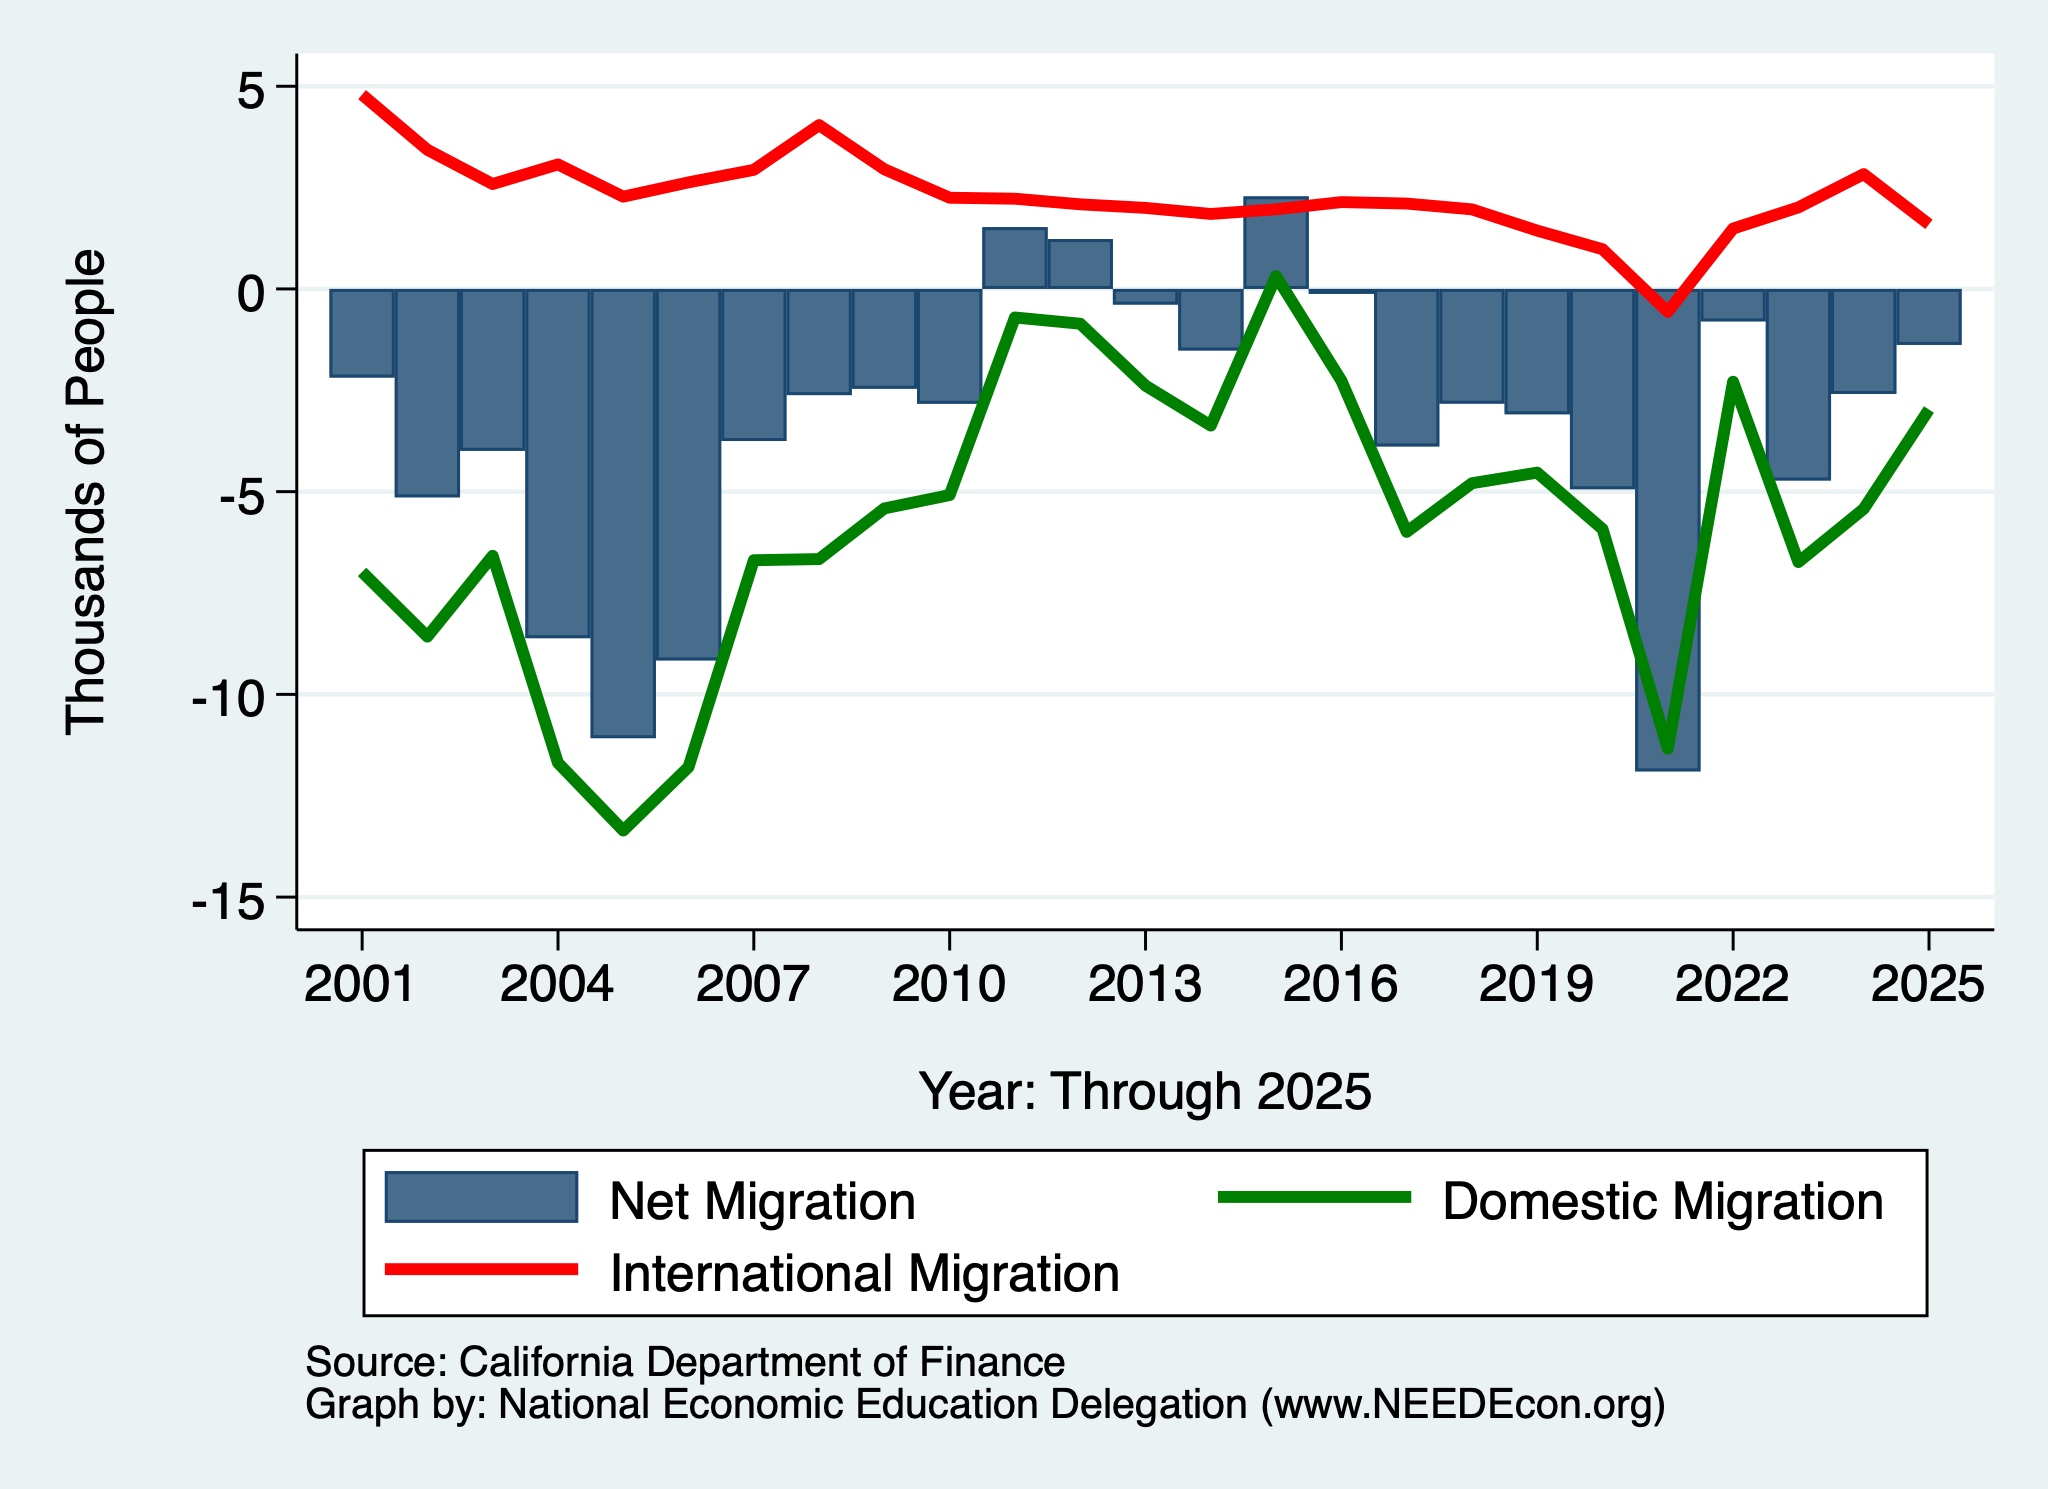 Thousands of People
5
0
-5
-10
-15
2001 2004 2007 2010 2013 2016 2019 2022 2025
Year: Through 2025
Net Migration
Domestic Migration
International Migration
Source: California Department of Finance
Graph by: National Economic Education Delegation (www.NEEDEcon.org)